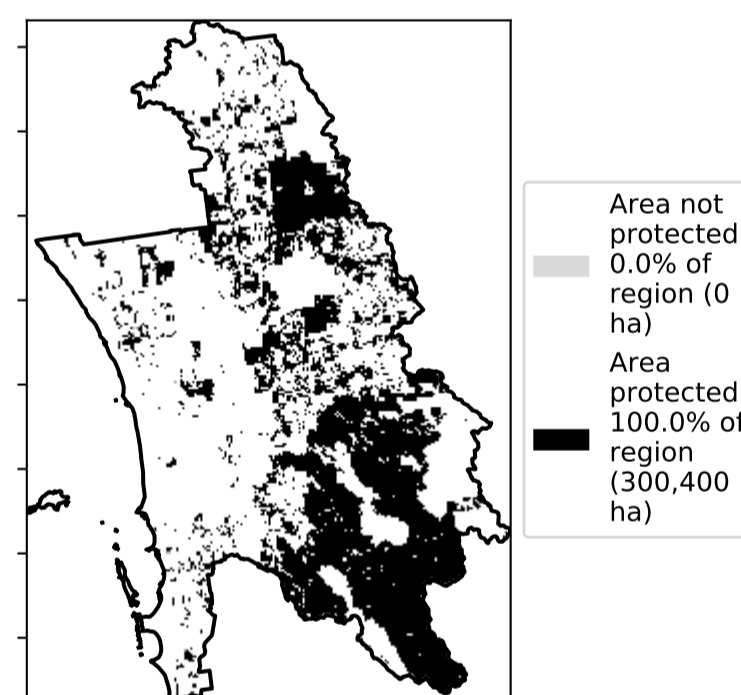 Area not
protected
0.0% of
region (0
ha)
Area
protected
100.0% of
region
(300,400
ha)